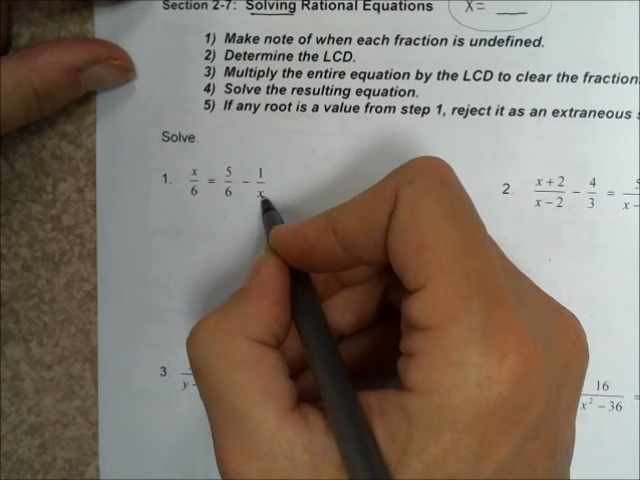 Section 2-7: Solving Rational Equations x= __
1) Make note of when each fraction is undefined.
2) Determine the LCD.
3) Multiply the entire equation by the LCD to clear the fraction
4) Solve the resulting equation.
5) If any root is a value from step 1, reject it as an extraneous
Solve.
1. x/6 = 5/6 - 1/x
2. (x+2)/(x-2) - 4/3 =
3.
16/(x² - 36) =